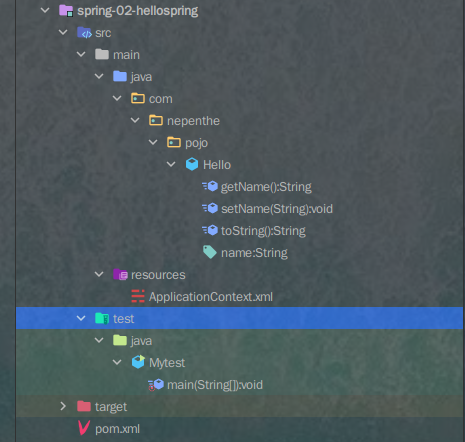 spring-02-hellospring
src
main
java
com
nepenthe
pojo
Hello
getName():String
setName(String):void
toString():String
name:String
resources
ApplicationContext.xml
test
java
Mytest
main(String[]):void
target
pom.xml